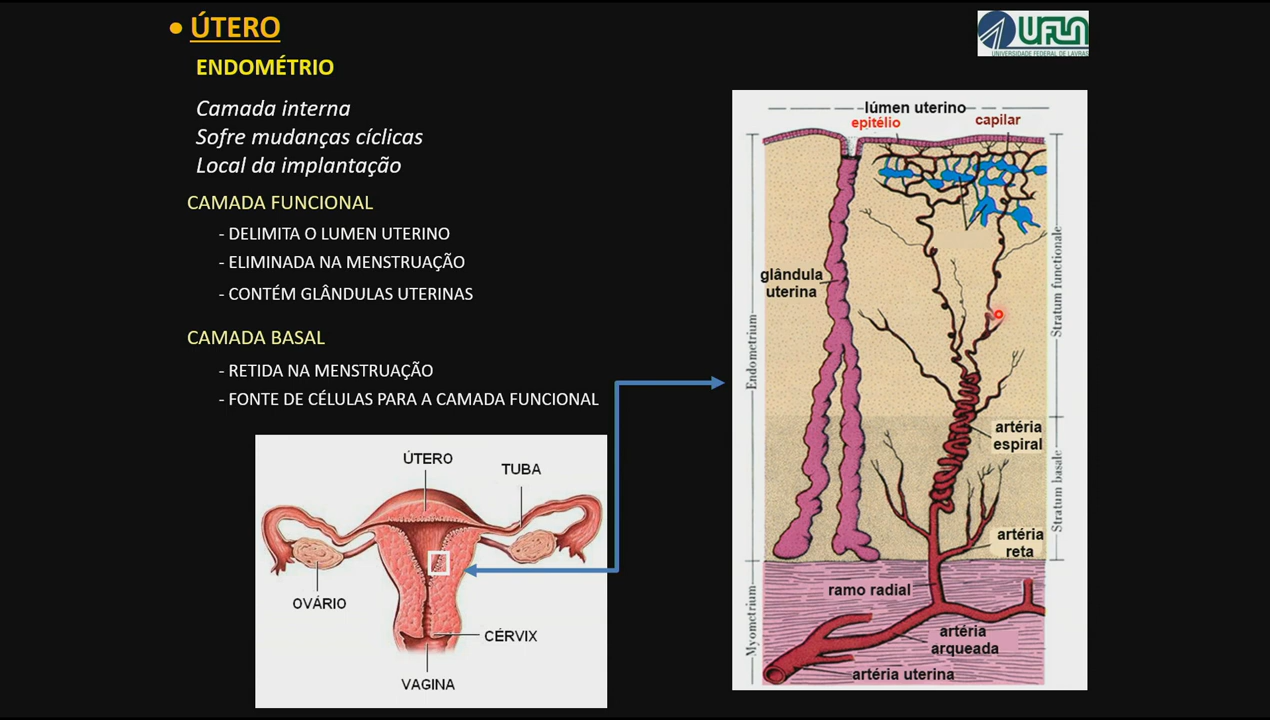 • ÚTERO
ENDOMÉTRIO
Camada interna
Sofre mudanças cíclicas
Local da implantação
CAMADA FUNCIONAL
- DELIMITA O LUMEN UTERINO
- ELIMINADA NA MENSTRUAÇÃO
- CONTÉM GLÂNDULAS UTERINAS
CAMADA BASAL
- RETIDA NA MENSTRUAÇÃO
- FONTE DE CÉLULAS PARA A CAMADA FUNCIONAL
ÚTERO
TUBA
OVÁRIO
CÉRVIX
VAGINA
UFLA
UNIVERSIDADE FEDERAL DE LAVRAS
lúmen uterino
epitélio
capilar
glândula
uterina
Endometrium
Stratum functionale
artéria
espiral
Stratum basale
artéria
reta
Myometrium
ramo radial
artéria
arqueada
artéria uterina